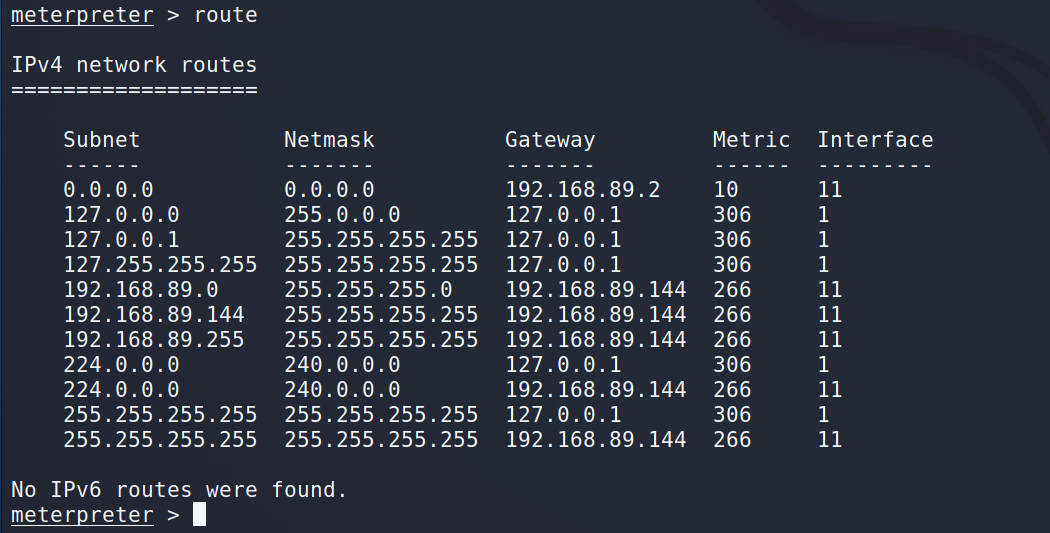 meterpreter > route
IPv4 network routes
===================
Subnet Netmask Gateway Metric Interface
------ ------- ------- ------ ---------
0.0.0.0 0.0.0.0 192.168.89.2 10 11
127.0.0.0 255.0.0.0 127.0.0.1 306 1
127.0.0.1 255.255.255.255 127.0.0.1 306 1
127.255.255.255 255.255.255.255 127.0.0.1 306 1
192.168.89.0 255.255.255.0 192.168.89.144 266 11
192.168.89.144 255.255.255.255 192.168.89.144 266 11
192.168.89.255 255.255.255.255 192.168.89.144 266 11
224.0.0.0 240.0.0.0 127.0.0.1 306 1
224.0.0.0 240.0.0.0 192.168.89.144 266 11
255.255.255.255 255.255.255.255 127.0.0.1 306 1
255.255.255.255 255.255.255.255 192.168.89.144 266 11
No IPv6 routes were found.
meterpreter >